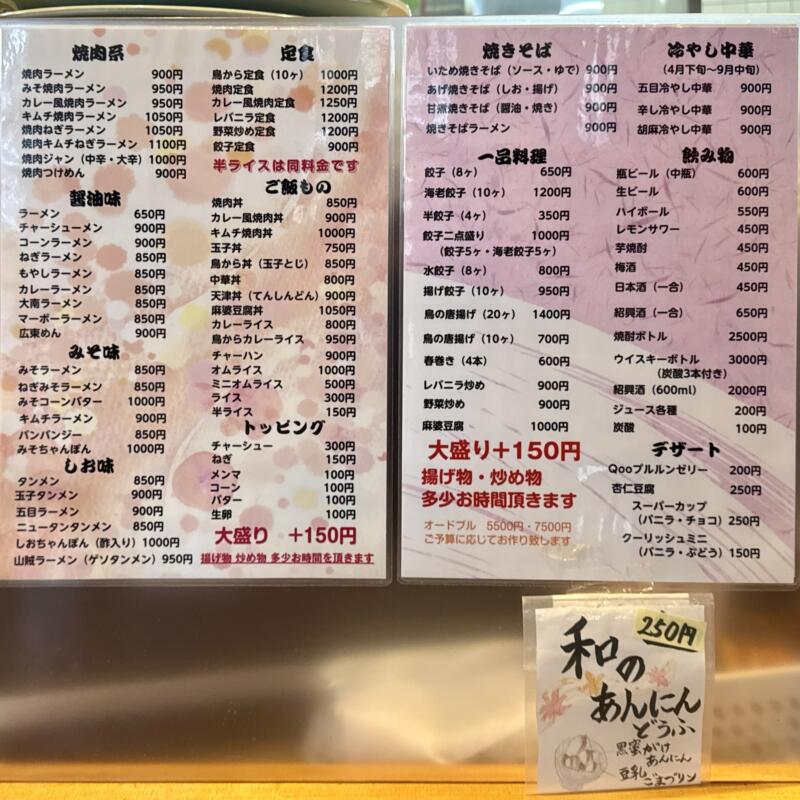 焼肉系
焼肉ラーメン 900円
みそ焼肉ラーメン 950円
カレー風焼肉ラーメン 950円
キムチ焼肉ラーメン 1050円
焼肉ねぎラーメン 1050円
焼肉キムチねぎラーメン 1100円
焼肉ジャン（中辛・大辛） 1000円
焼肉つけめん 900円
醤油味
ラーメン 650円
チャーシューメン 900円
コーンラーメン 900円
ねぎラーメン 850円
もやしラーメン 850円
カレーラーメン 850円
大南ラーメン 850円
マーボーラーメン 850円
広東めん 900円
みそ味
みそラーメン 850円
ねぎみそラーメン 850円
みそコーンバター 1000円
キムチラーメン 900円
バンバンジー 850円
みそちゃんぽん 1000円
しお味
タンメン 850円
玉子タンメン 900円
五目ラーメン 900円
ニュータンタンメン 850円
しおちゃんぽん（酢入り） 1000円
山賊ラーメン（ゲソタンメン） 950円
定食
鳥から定食（10ヶ） 1000円
焼肉定食 1200円
カレー風焼肉定食 1250円
レバニラ定食 1200円
野菜炒め定食 1200円
餃子定食 900円
半ライスは同料金です
ご飯もの
焼肉丼 850円
カレー風焼肉丼 900円
キムチ焼肉丼 1000円
玉子丼 750円
鳥から丼（玉子とじ） 850円
中華丼 800円
天津丼（てんしんどん） 900円
麻婆豆腐丼 1050円
カレーライス 800円
鳥からカレーライス 950円
チャーハン 900円
オムライス 1000円
ミニオムライス 500円
ライス 300円
半ライス 150円
トッピング
チャーシュー 300円
ねぎ 150円
メンマ 100円
コーン 100円
バター 100円
生卵 100円
大盛り ＋150円
揚げ物 炒め物 多少お時間を頂きます
焼きそば
いため焼きそば（ソース・ゆで） 900円
あげ焼きそば（しお・揚げ） 900円
甘煮焼きそば（醤油・焼き） 900円
焼きそばラーメン 900円
一品料理
餃子（8ヶ） 650円
海老餃子（10ヶ） 1200円
半餃子（4ヶ） 350円
餃子二点盛り 1000円
（餃子5ヶ・海老餃子5ヶ）
水餃子（8ヶ） 800円
揚げ餃子（10ヶ） 950円
鳥の唐揚げ（20ヶ） 1400円
鳥の唐揚げ（10ヶ） 700円
春巻き（4本） 600円
レバニラ炒め 900円
野菜炒め 900円
麻婆豆腐 1000円
大盛り＋150円
揚げ物・炒め物
多少お時間頂きます
オードブル 5500円・7500円
ご予算に応じてお作り致します
冷やし中華
（4月下旬〜9月中旬）
五目冷やし中華 900円
辛し冷やし中華 900円
胡麻冷やし中華 900円
飲み物
瓶ビール（中瓶） 600円
生ビール 600円
ハイボール 550円
レモンサワー 450円
芋焼酎 450円
梅酒 450円
日本酒（一合） 450円
紹興酒（一合） 650円
焼酎ボトル 2500円
ウイスキーボトル 3000円
（炭酸3本付き）
紹興酒（600ml） 2000円
ジュース各種 200円
炭酸 100円
デザート
Qooプルルンゼリー 200円
杏仁豆腐 250円
スーパーカップ
（バニラ・チョコ） 250円
クーリッシュミニ
（バニラ・ぶどう） 150円
250円
和の
あんにん
どうふ
黒蜜がけ
あんにん
豆乳
ごまプリン